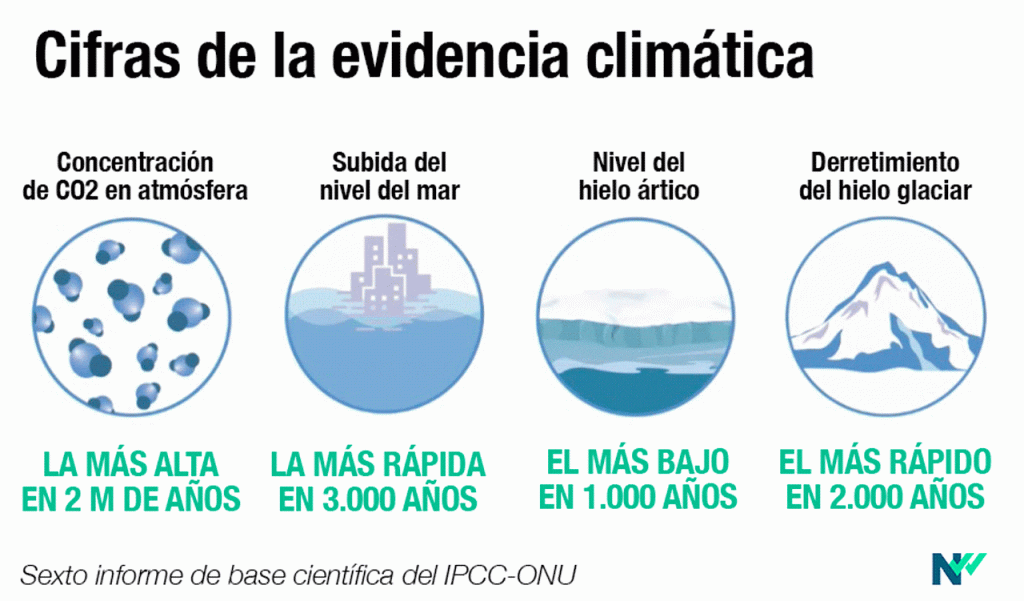 Cifras de la evidencia climática
Concentración
de CO2 en atmósfera
Subida del
nivel del mar
Nivel del
hielo ártico
Derretimiento
del hielo glaciar
LA MÁS ALTA
EN 2 M DE AÑOS
LA MÁS RÁPIDA
EN 3.000 AÑOS
EL MÁS BAJO
EN 1.000 AÑOS
EL MÁS RÁPIDO
EN 2.000 AÑOS
Sexto informe de base científica del IPCC-ONU
NW